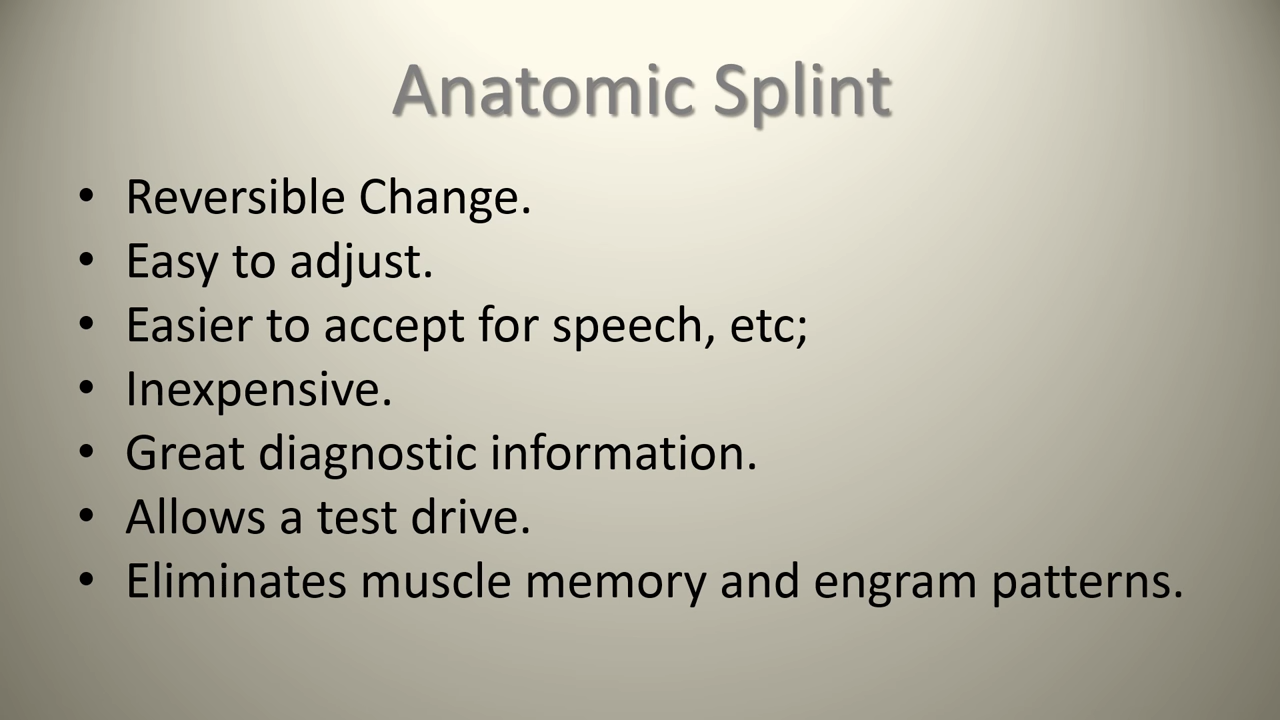 Anatomic Splint
• Reversible Change.
• Easy to adjust.
• Easier to accept for speech, etc;
• Inexpensive.
• Great diagnostic information.
• Allows a test drive.
• Eliminates muscle memory and engram patterns.